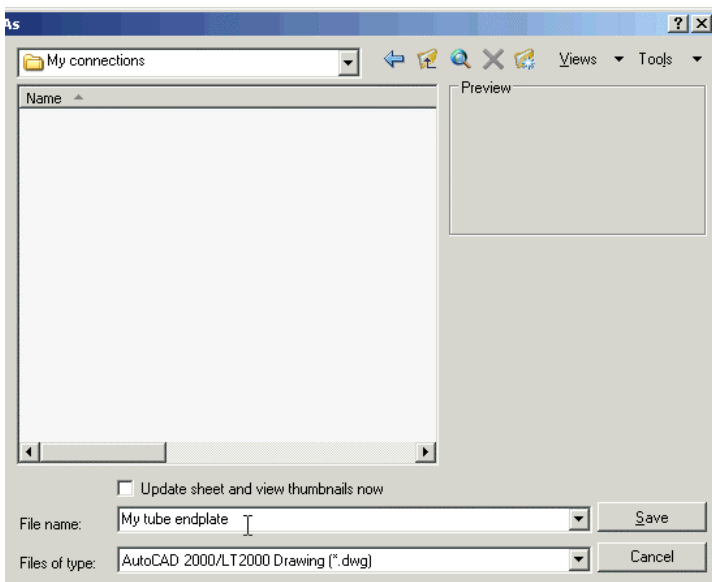 As
My connections
Views Tools
Name
Preview
Update sheet and view thumbnails now
File name: My tube endplate Save
Files of type: AutoCAD 2000/LT2000 Drawing (*.dwg) Cancel